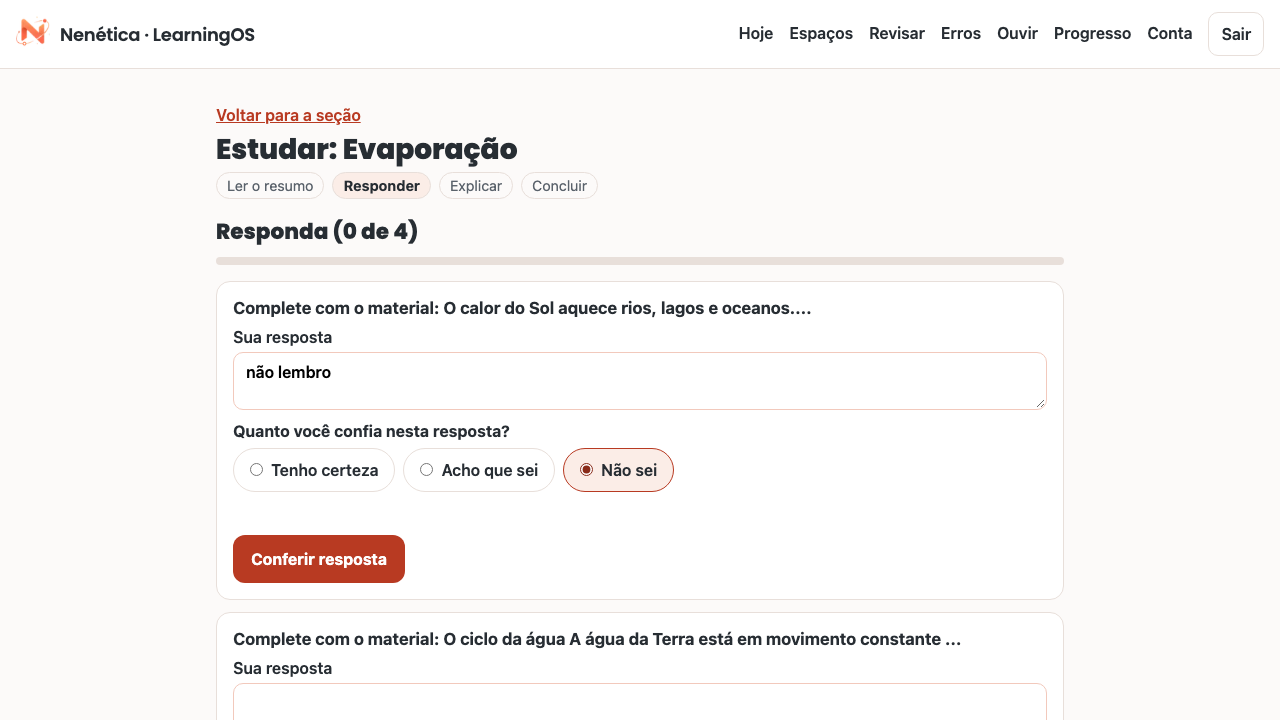 Nenética · LearningOS
Hoje Espaços Revisar Erros Ouvir Progresso Conta Sair
Voltar para a seção
Estudar: Evaporação
Ler o resumo Responder Explicar Concluir
Responda (0 de 4)
Complete com o material: O calor do Sol aquece rios, lagos e oceanos....
Sua resposta
não lembro
Quanto você confia nesta resposta?
Tenho certeza Acho que sei Não sei
Conferir resposta
Complete com o material: O ciclo da água A água da Terra está em movimento constante ...
Sua resposta